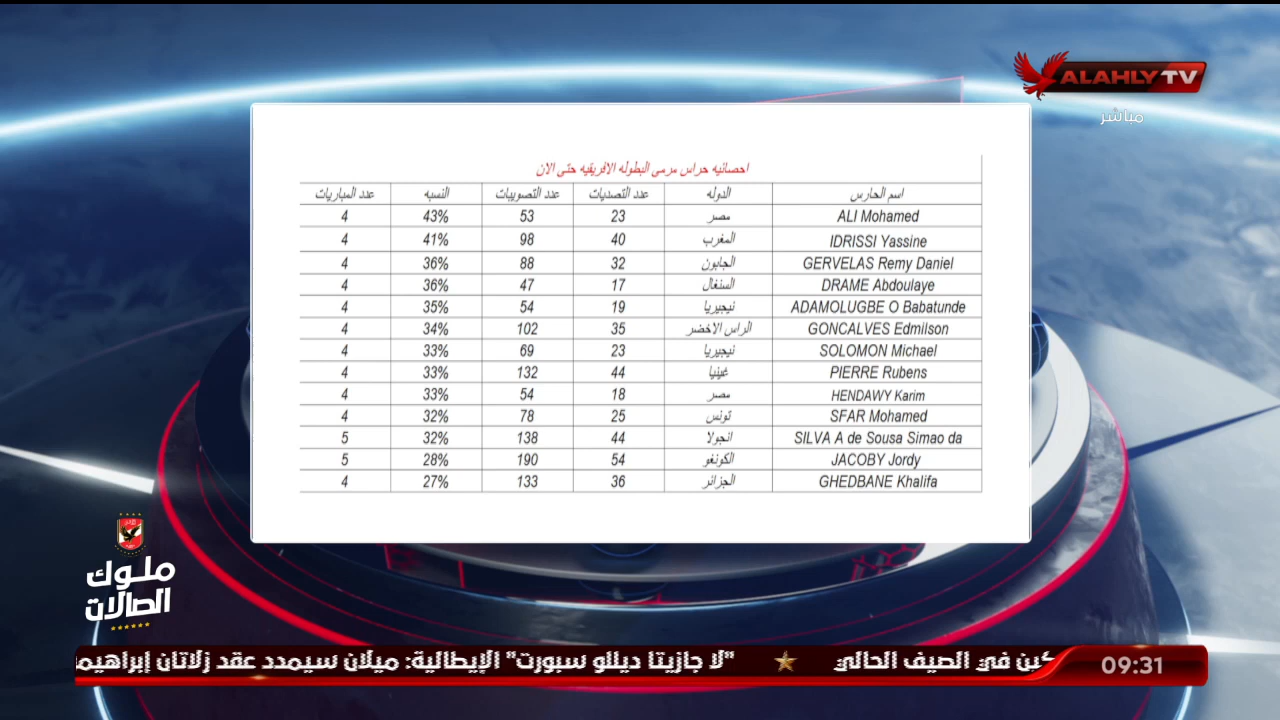 ALAHLY TV
مباشر
احصائيه حراس مرمى البطوله الافريقيه حتى الان
اسم الحارس الدوله عدد التصديات عدد التصويبات النسبه عدد المباريات
ALI Mohamed مصر 23 53 43% 4
IDRISSI Yassine المغرب 40 98 41% 4
GERVELAS Remy Daniel الجابون 32 88 36% 4
DRAME Abdoulaye السنغال 17 47 36% 4
ADAMOLUGBE O Babatunde نيجيريا 19 54 35% 4
GONCALVES Edmilson الراس الاخضر 35 102 34% 4
SOLOMON Michael نيجيريا 23 69 33% 4
PIERRE Rubens غينيا 44 132 33% 4
HENDAWY Karim مصر 18 54 33% 4
SFAR Mohamed تونس 25 78 32% 4
SILVA A de Sousa Simao da انجولا 44 138 32% 5
JACOBY Jordy الكونغو 54 190 28% 5
GHEDBANE Khalifa الجزائر 36 133 27% 4
ملوك
الصالات
في الصيف الحالي "لا جازيتا ديللو سبورت" الإيطالية: ميلان سيمدد عقد زلاتان
09:31